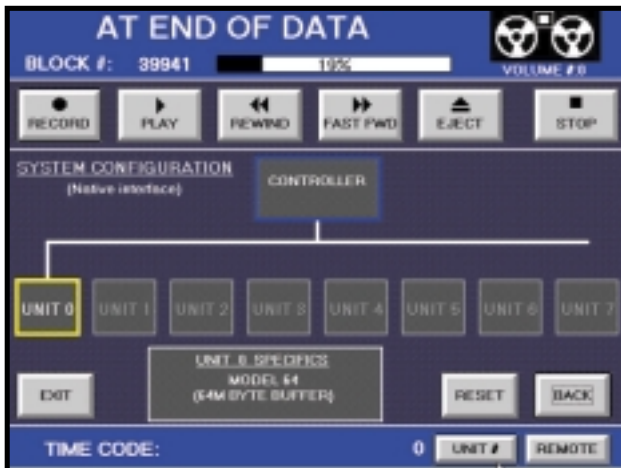 AT END OF DATA
BLOCK #: 39941
VOLUME # 0
RECORD PLAY REWIND FAST FWD EJECT STOP
SYSTEM CONFIGURATION
(Native interface)
CONTROLLER
UNIT 0 UNIT 1 UNIT 2 UNIT 3 UNIT 4 UNIT 5 UNIT 6 UNIT 7
UNIT 0 SPECIFICS
MODEL 64
(64M BYTE BUFFER)
EXIT RESET BACK
TIME CODE: 0 UNIT # REMOTE